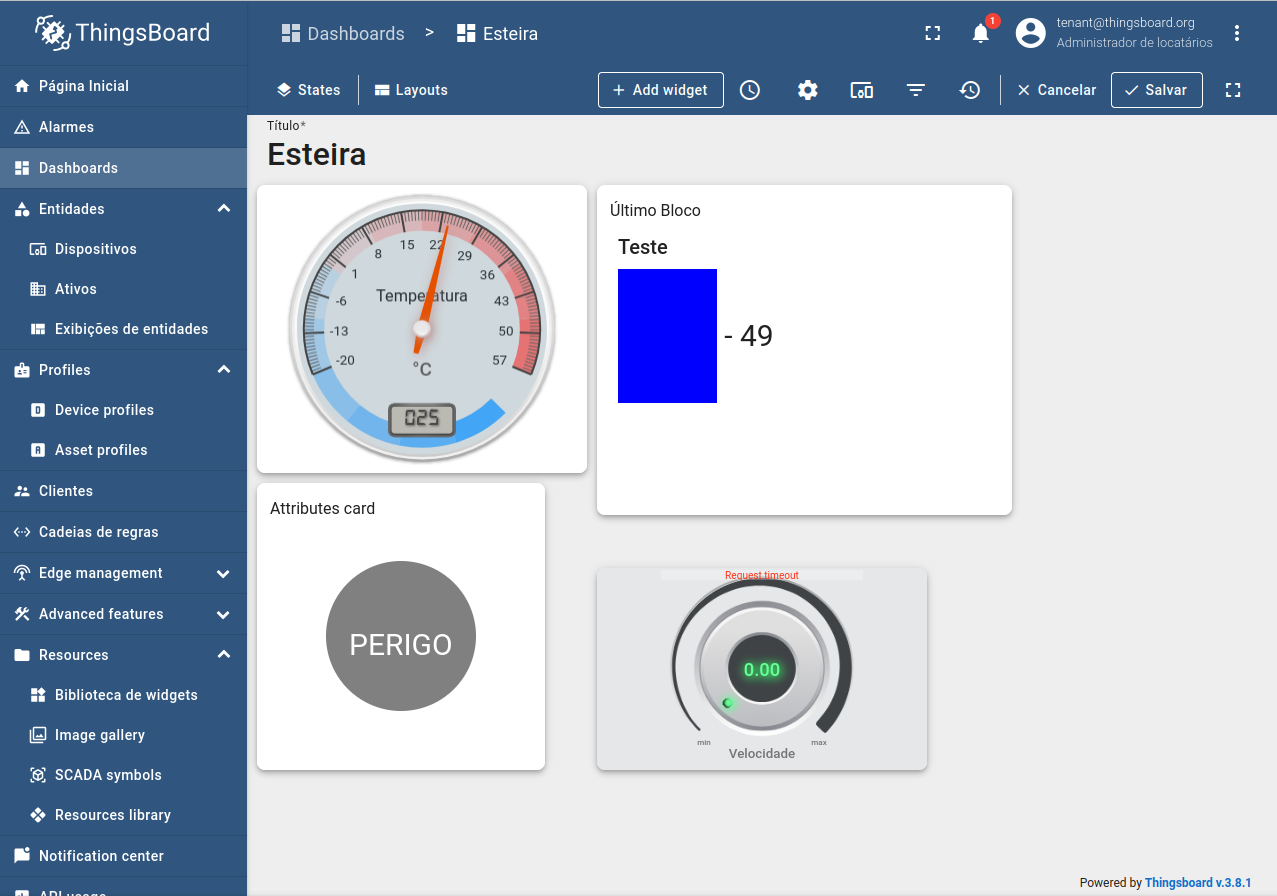 ThingsBoard
Dashboards > Esteira
1
tenant@thingsboard.org
Administrador de locatários
States
Layouts
+ Add widget
Cancelar
Salvar
Página Inicial
Alarmes
Dashboards
Entidades
Dispositivos
Ativos
Exibições de entidades
Profiles
D Device profiles
A Asset profiles
Clientes
Cadeias de regras
Edge management
Advanced features
Resources
Biblioteca de widgets
Image gallery
SCADA symbols
Resources library
Notification center
API usage
Título*
Esteira
-20
-13
-6
1
8
15
22
29
36
43
50
57
Temperatura
°C
025
Último Bloco
Teste
- 49
Attributes card
PERIGO
Request timeout
0.00
min
max
Velocidade
Powered by Thingsboard v.3.8.1